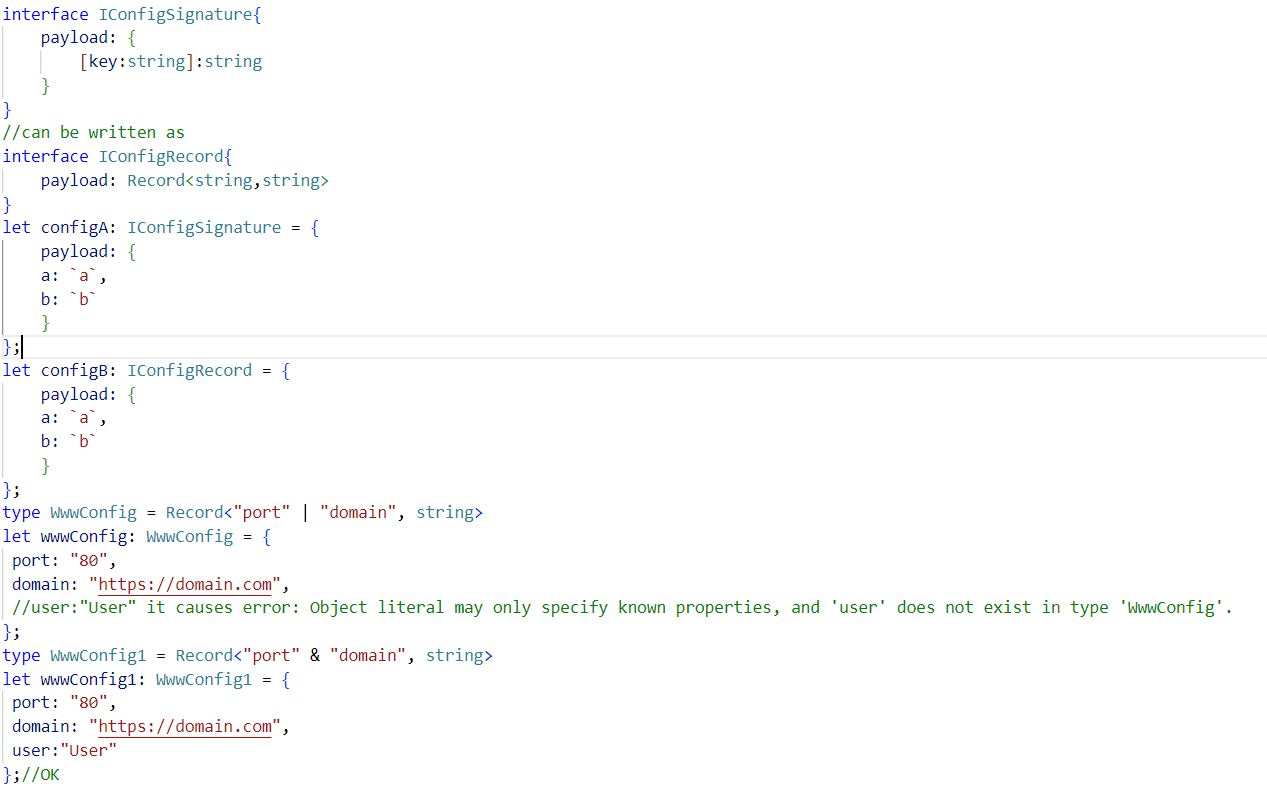 interface IConfigSignature{
    payload: {
        [key:string]:string
    }
}
//can be written as
interface IConfigRecord{
    payload: Record<string,string>
}
let configA: IConfigSignature = {
    payload: {
    a: `a`,
    b: `b`
    }
};
let configB: IConfigRecord = {
    payload: {
    a: `a`,
    b: `b`
    }
};
type WwwConfig = Record<"port" | "domain", string>
let wwwConfig: WwwConfig = {
 port: "80",
 domain: "https://domain.com",
 //user:"User" it causes error: Object literal may only specify known properties, and 'user' does not exist in type 'WwwConfig'.
};
type WwwConfig1 = Record<"port" & "domain", string>
let wwwConfig1: WwwConfig1 = {
 port: "80",
 domain: "https://domain.com",
 user:"User"
};//OK